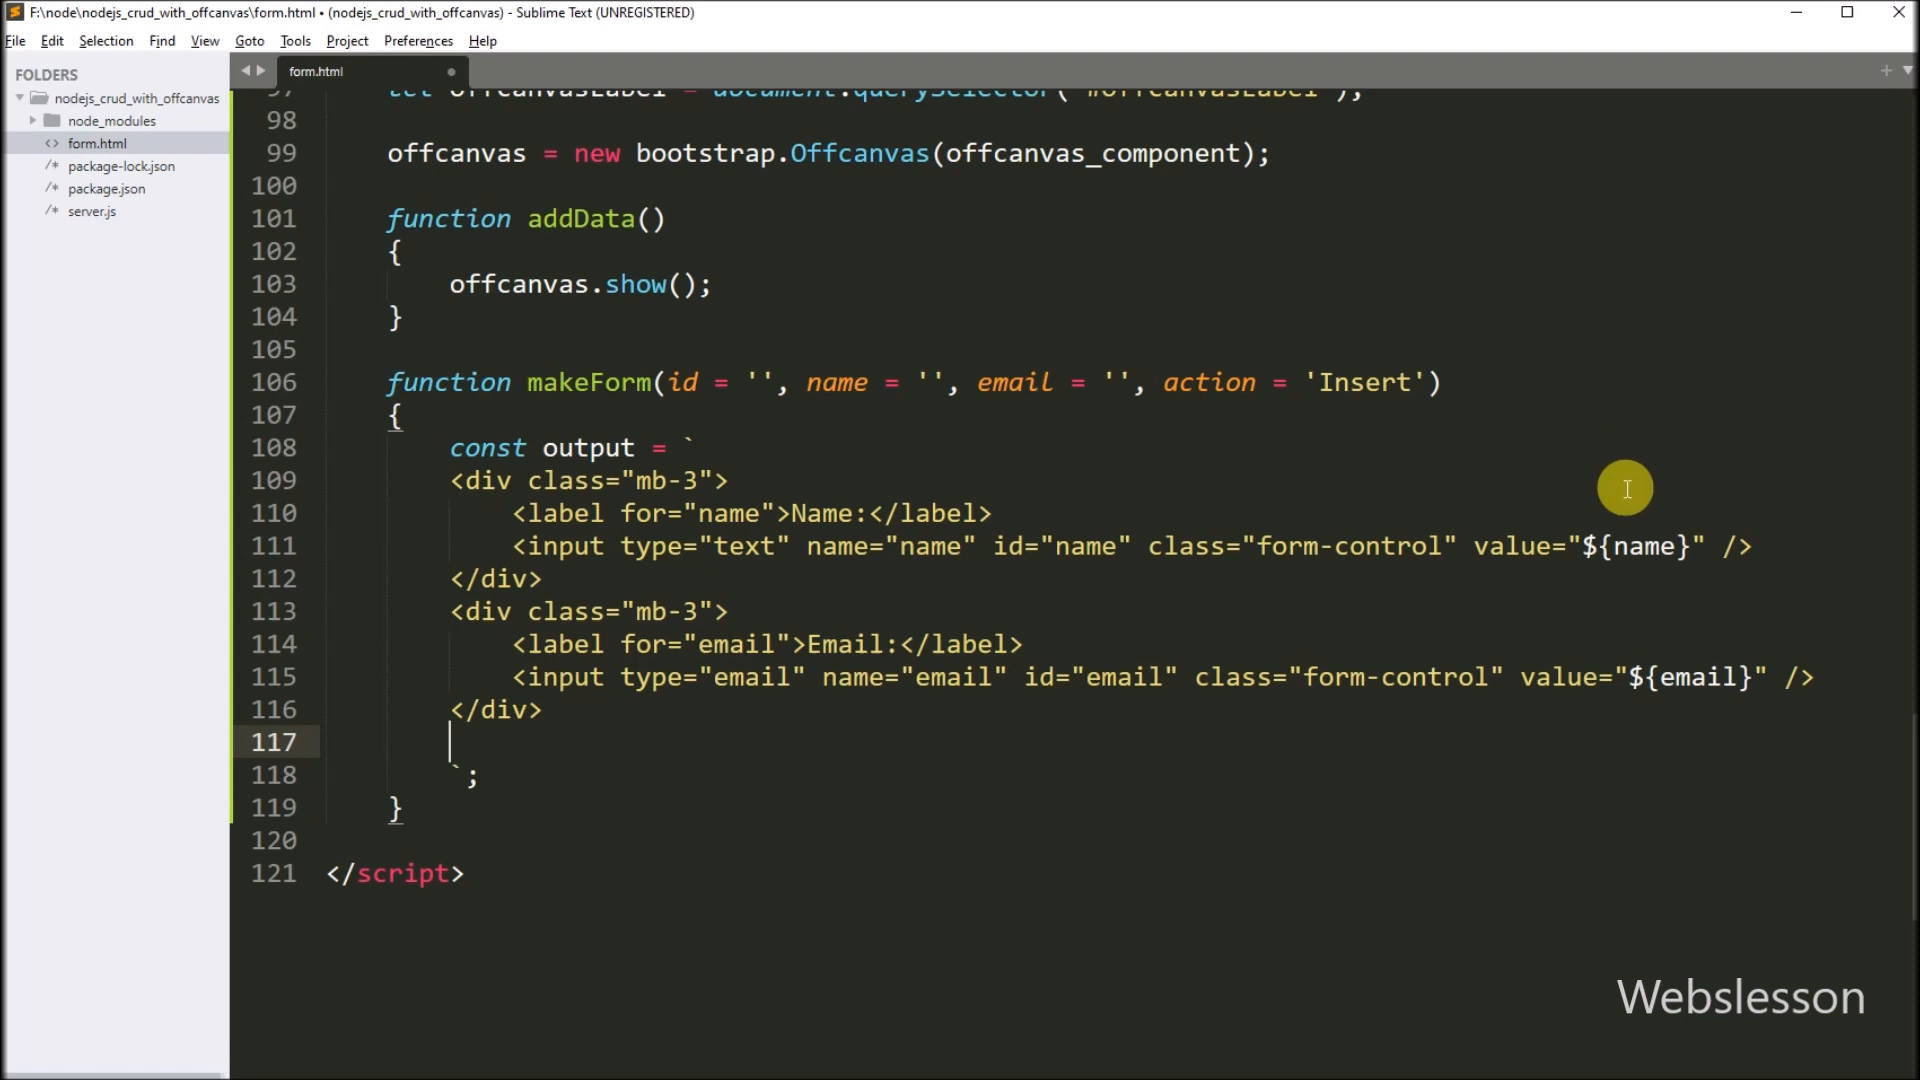 F:\node\nodejs_crud_with_offcanvas\form.html • (nodejs_crud_with_offcanvas) - Sublime Text (UNREGISTERED)
File Edit Selection Find View Goto Tools Project Preferences Help
FOLDERS
nodejs_crud_with_offcanvas
node_modules
<> form.html
/* package-lock.json
/* package.json
/* server.js
form.html
97 let offcanvasLabel = document.querySelector('#offcanvasLabel');
98
99 offcanvas = new bootstrap.Offcanvas(offcanvas_component);
100
101 function addData()
102 {
103 offcanvas.show();
104 }
105
106 function makeForm(id = '', name = '', email = '', action = 'Insert')
107 {
108 const output = `
109 <div class="mb-3">
110 <label for="name">Name:</label>
111 <input type="text" name="name" id="name" class="form-control" value="${name}" />
112 </div>
113 <div class="mb-3">
114 <label for="email">Email:</label>
115 <input type="email" name="email" id="email" class="form-control" value="${email}" />
116 </div>
117
118 `;
119 }
120
121 </script>
Webslesson